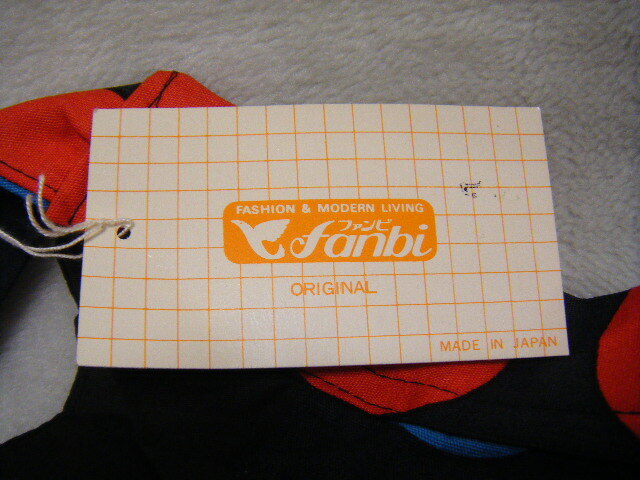 FASHION & MODERN LIVING
ファンビ
fanbi
ORIGINAL
MADE IN JAPAN